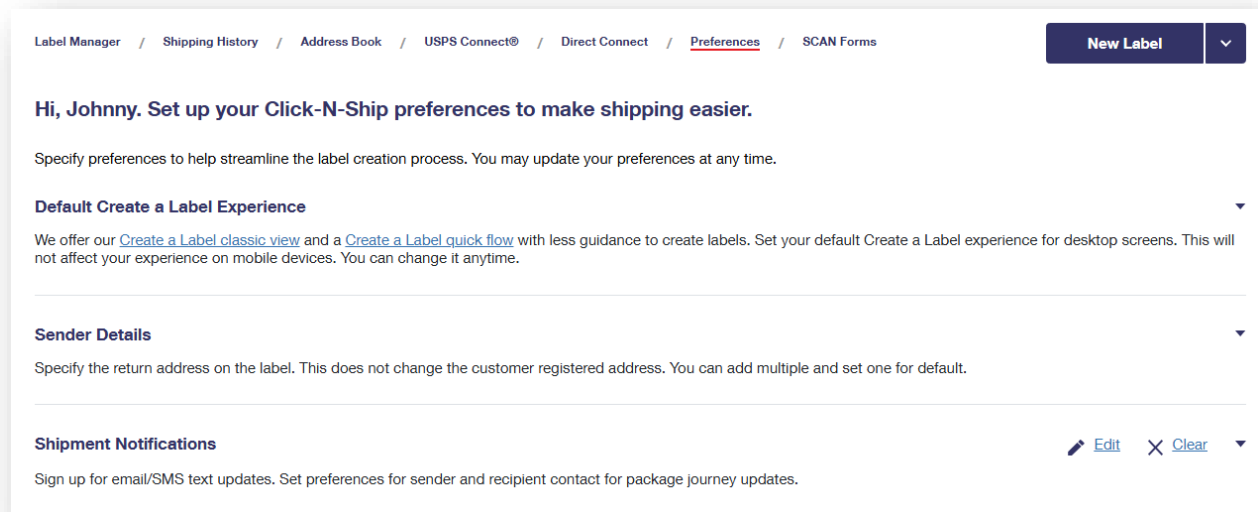 Label Manager / Shipping History / Address Book / USPS Connect® / Direct Connect / Preferences / SCAN Forms New Label
Hi, Johnny. Set up your Click-N-Ship preferences to make shipping easier.
Specify preferences to help streamline the label creation process. You may update your preferences at any time.
Default Create a Label Experience
We offer our Create a Label classic view and a Create a Label quick flow with less guidance to create labels. Set your default Create a Label experience for desktop screens. This will
not affect your experience on mobile devices. You can change it anytime.
Sender Details
Specify the return address on the label. This does not change the customer registered address. You can add multiple and set one for default.
Shipment Notifications Edit Clear
Sign up for email/SMS text updates. Set preferences for sender and recipient contact for package journey updates.